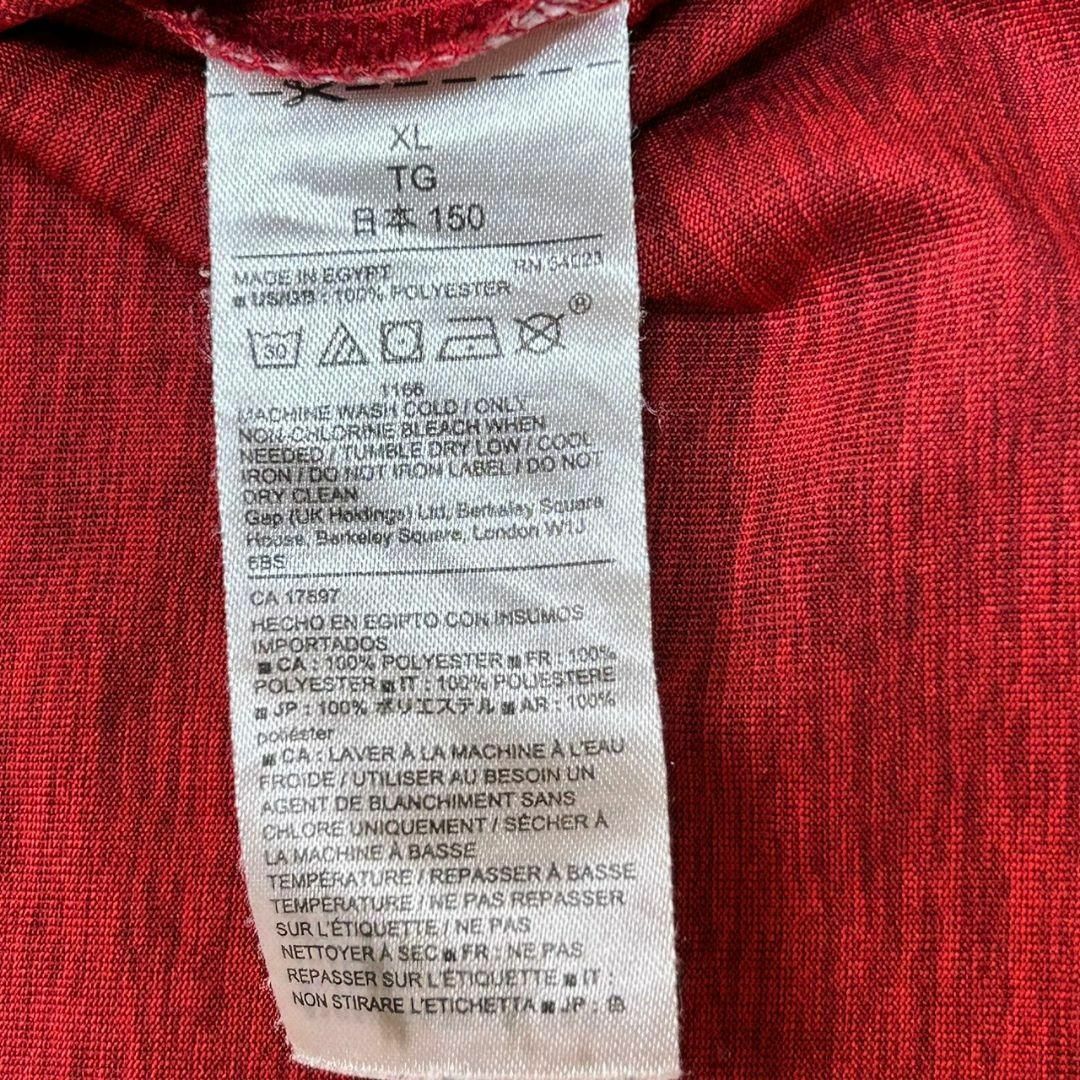 XL
TG
日本 150
MADE IN EGYPT RN 54023
■ US/GB : 100% POLYESTER
30
®
1166
MACHINE WASH COLD / ONLY
NON-CHLORINE BLEACH WHEN
NEEDED / TUMBLE DRY LOW / COOL
IRON / DO NOT IRON LABEL / DO NOT
DRY CLEAN
Gap (UK Holdings) Ltd, Berkeley Square
House, Berkeley Square, London W1J
6BS
CA 17897
HECHO EN EGIPTO CON INSUMOS
IMPORTADOS
■ CA : 100% POLYESTER ■ FR : 100%
POLYESTER ■ IT : 100% POLIESTERE
■ JP : 100% ポリエステル ■ AR : 100%
poliéster
■ CA : LAVER À LA MACHINE À L'EAU
FROIDE / UTILISER AU BESOIN UN
AGENT DE BLANCHIMENT SANS
CHLORE UNIQUEMENT / SÉCHER À
LA MACHINE À BASSE
TEMPÉRATURE / REPASSER À BASSE
TEMPÉRATURE / NE PAS REPASSER
SUR L'ÉTIQUETTE / NE PAS
NETTOYER À SEC ■ FR : NE PAS
REPASSER SUR L'ÉTIQUETTE ■ IT :
NON STIRARE L'ETICHETTA ■ JP : 色